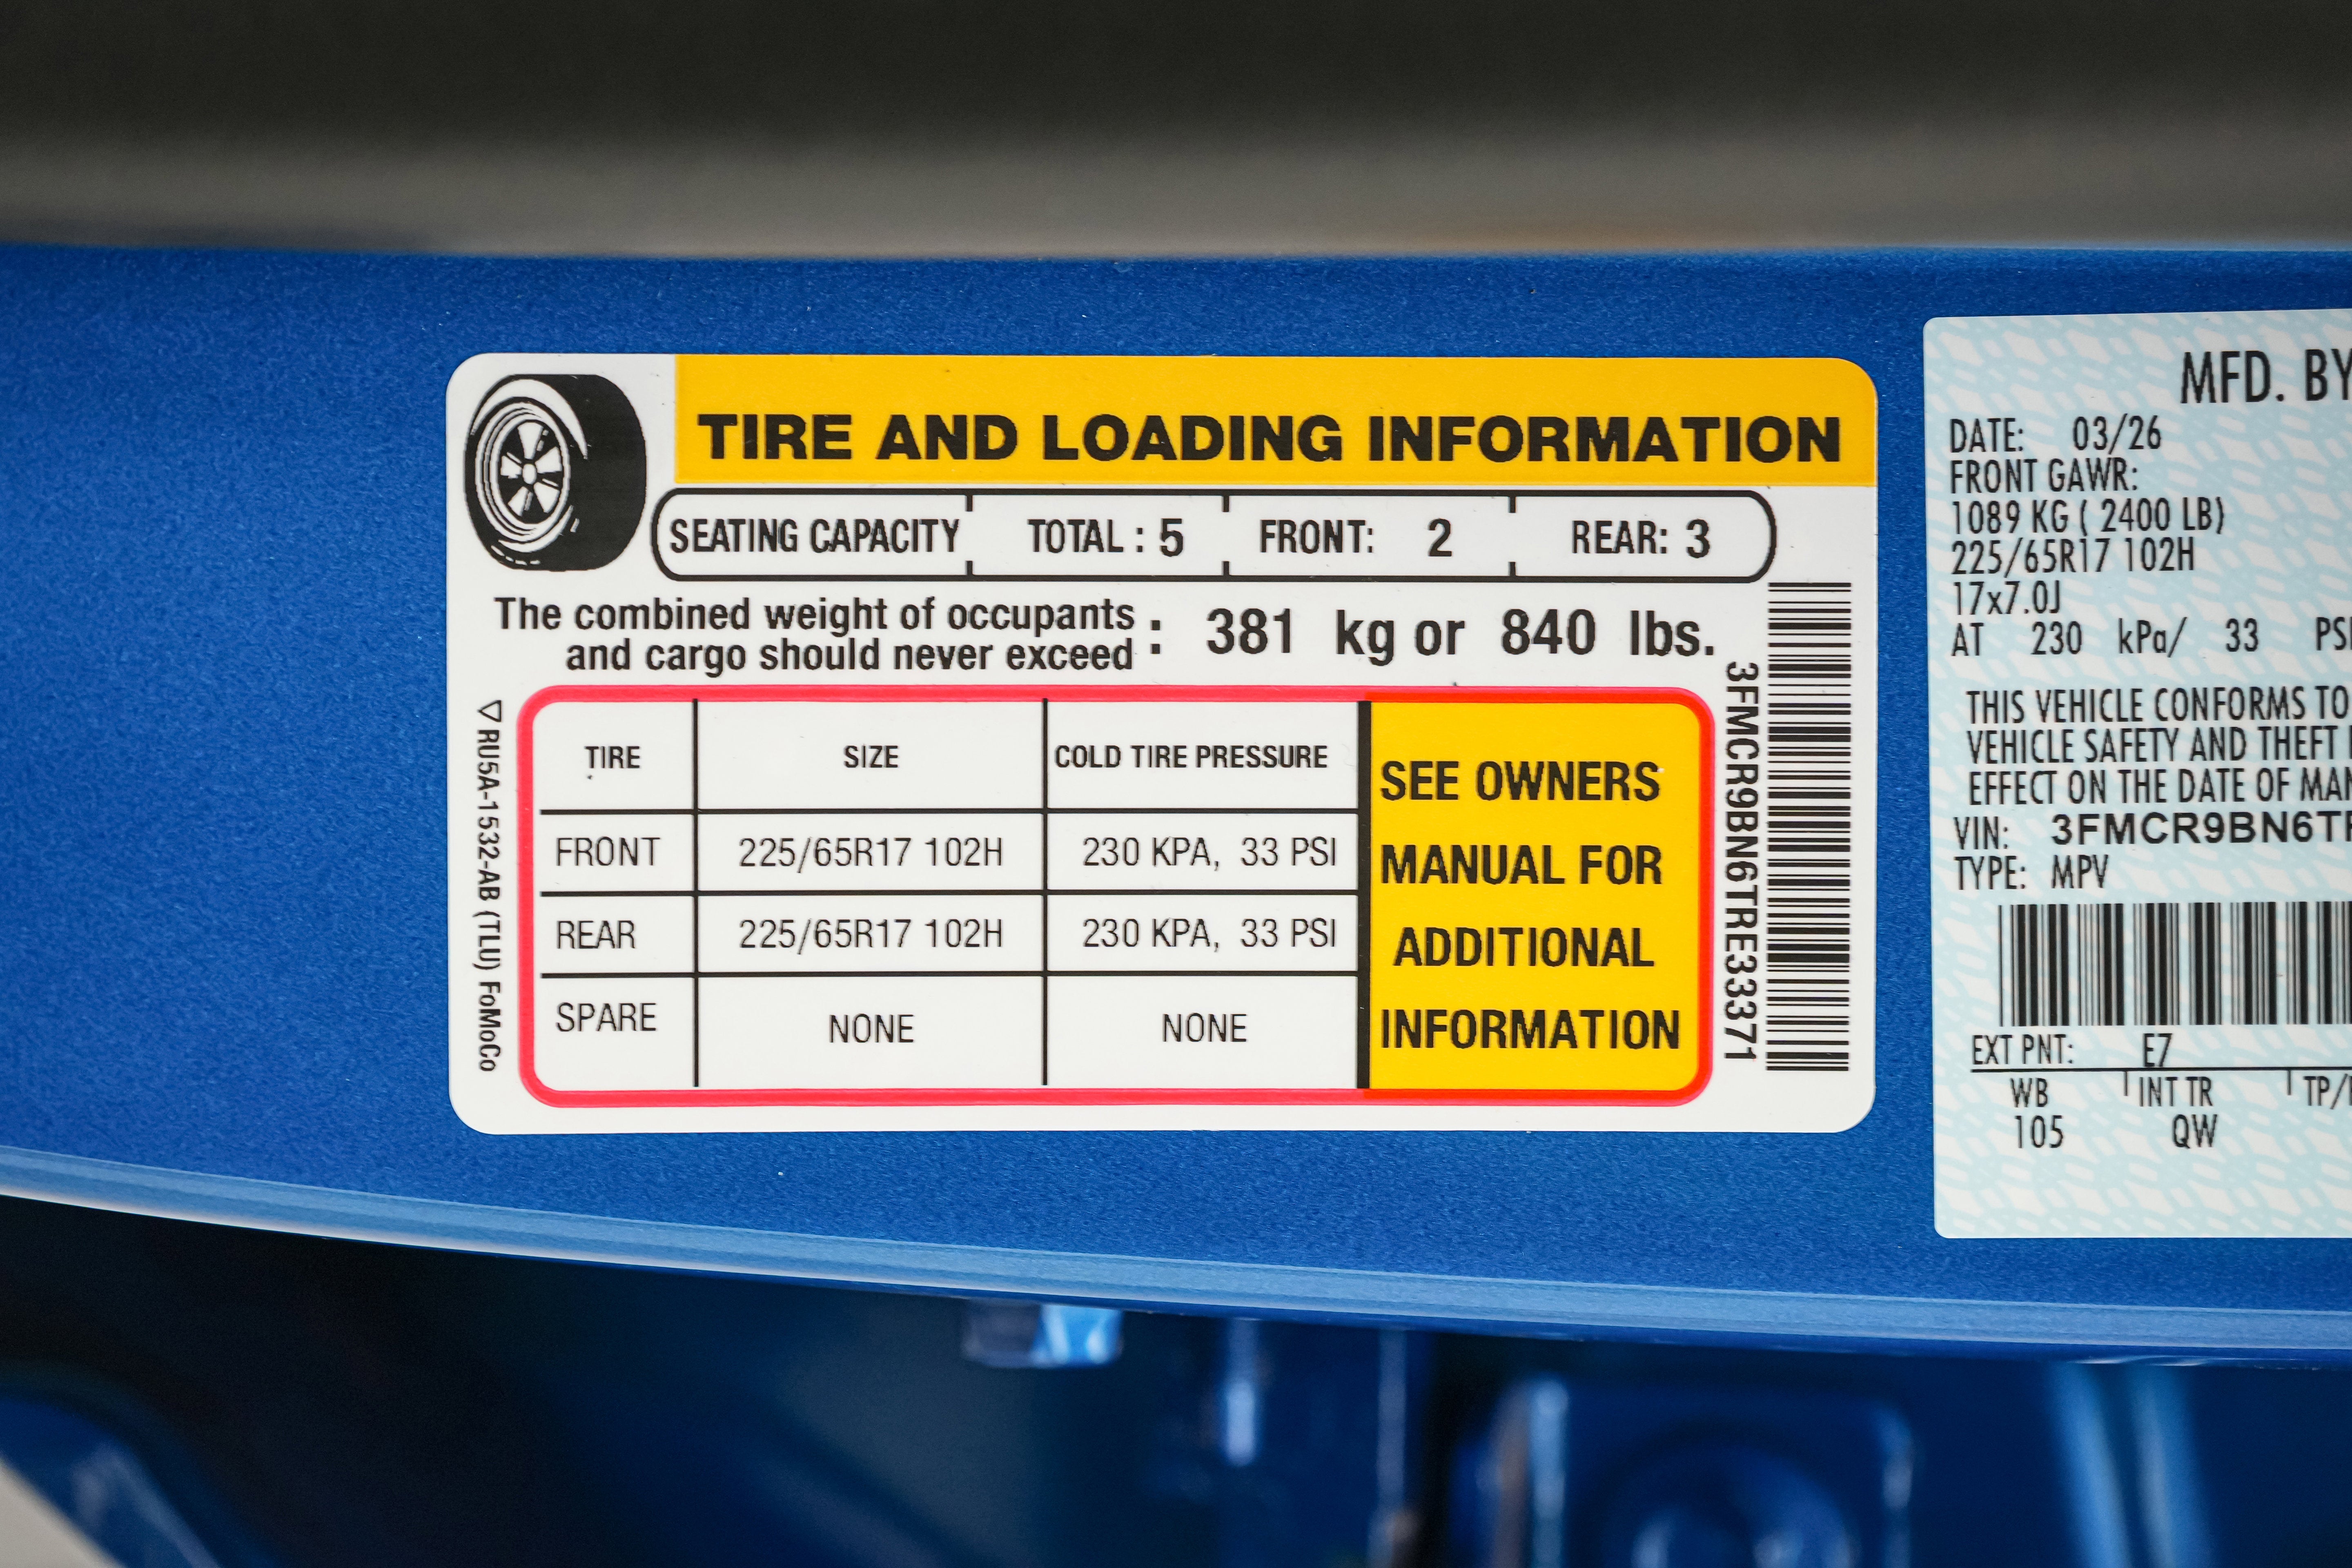 TIRE AND LOADING INFORMATION
SEATING CAPACITY TOTAL : 5 FRONT: 2 REAR: 3
The combined weight of occupants
and cargo should never exceed : 381 kg or 840 lbs.
TIRE SIZE COLD TIRE PRESSURE
FRONT 225/65R17 102H 230 KPA, 33 PSI
REAR 225/65R17 102H 230 KPA, 33 PSI
SPARE NONE NONE
SEE OWNERS
MANUAL FOR
ADDITIONAL
INFORMATION
RU5A-1532-AB (TLU) FoMoCo
3FMCR9BN6TRE33371
MFD. BY
DATE: 03/26
FRONT GAWR:
1089 KG ( 2400 LB)
225/65R17 102H
17x7.0J
AT 230 kPa/ 33 PSI
THIS VEHICLE CONFORMS TO
VEHICLE SAFETY AND THEFT
EFFECT ON THE DATE OF
VIN: 3FMCR9BN6T
TYPE: MPV
EXT PNT: E7
WB INT TR TP/
105 QW